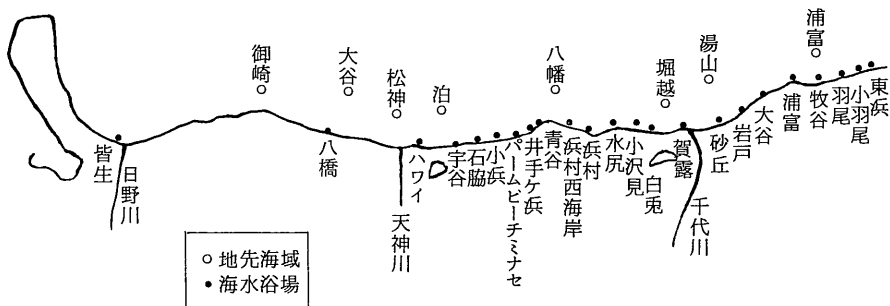 御崎
大谷
松神
泊
八幡
堀越
湯山
浦富
皆生
日野川
八橋
ハワイ
天神川
宇谷
石脇
小浜
パームビーチミナセ
井手ケ浜
青谷
浜村西海岸
浜村
水尻
小沢見
白兎
賀露
千代川
砂丘
岩戸
大谷
浦富
牧谷
羽尾
小羽尾
東浜
地先海域
海水浴場